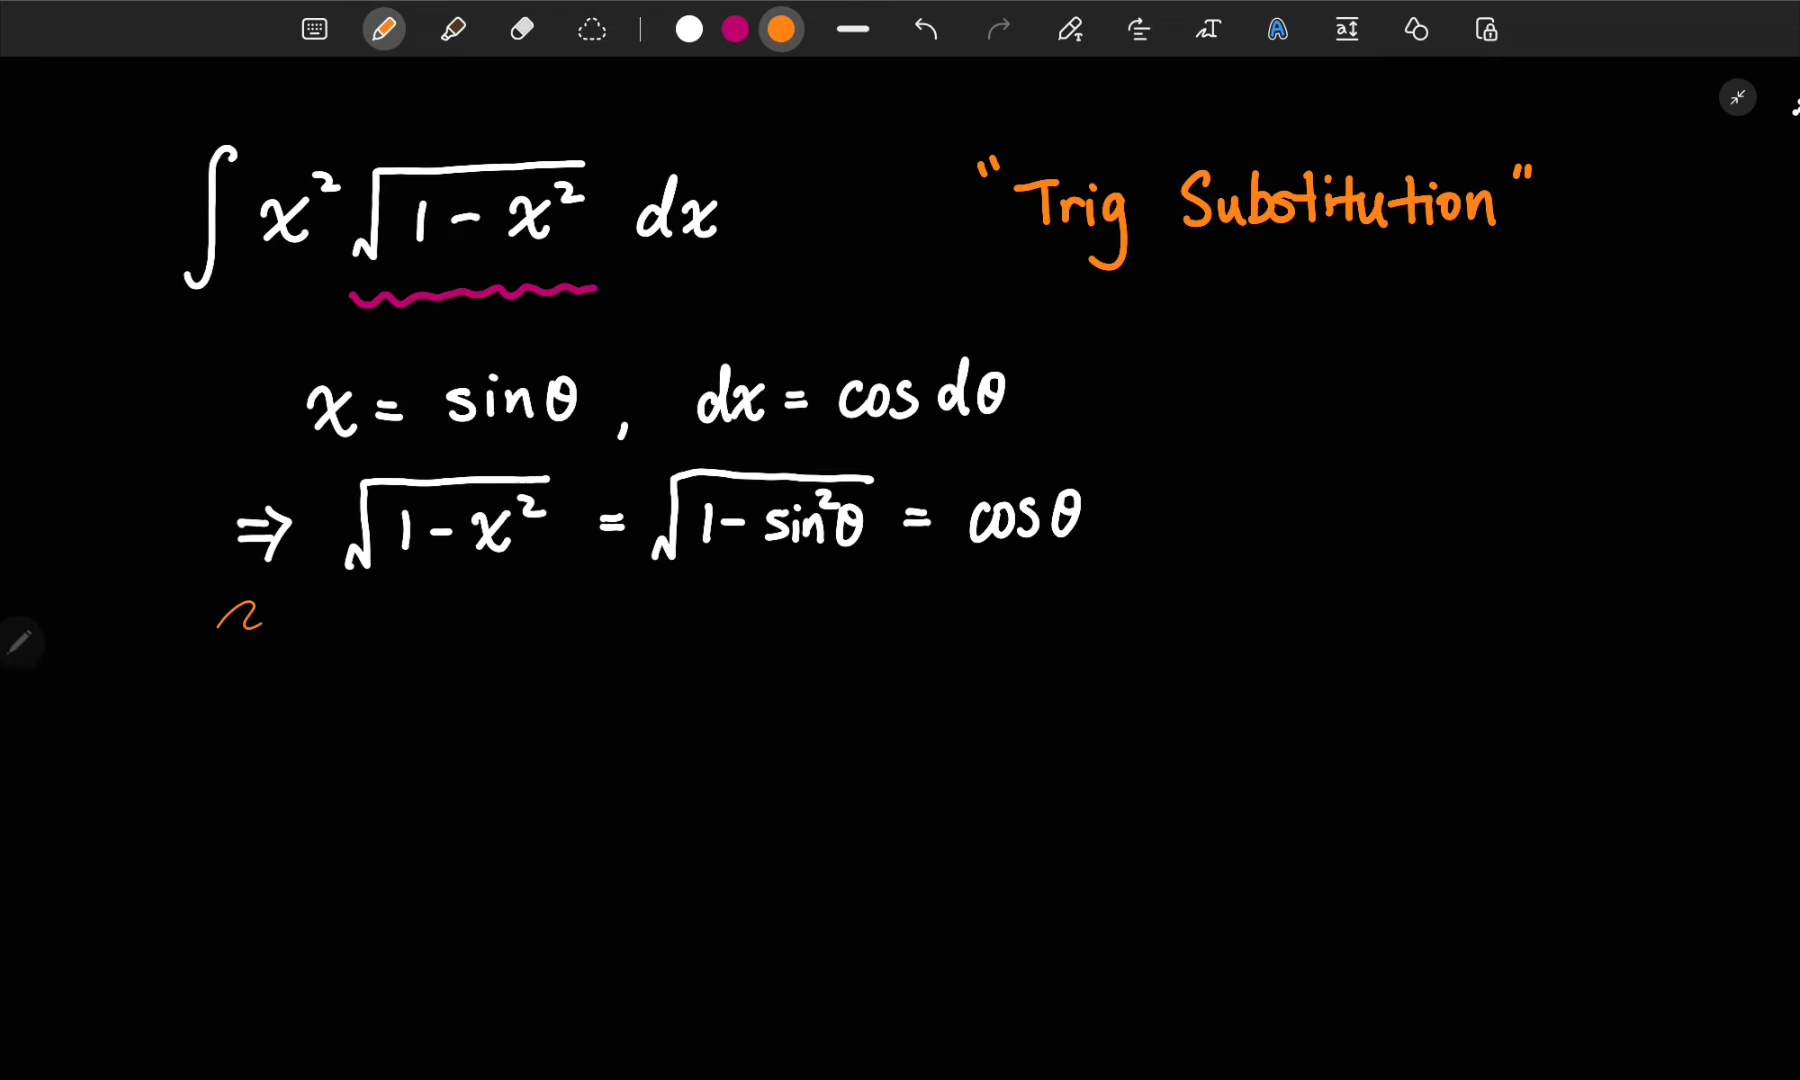 ∫ x² √(1 - x²) dx "Trig Substitution"
x = sinθ , dx = cos dθ
⇒ √(1 - x²) = √(1 - sin²θ) = cosθ